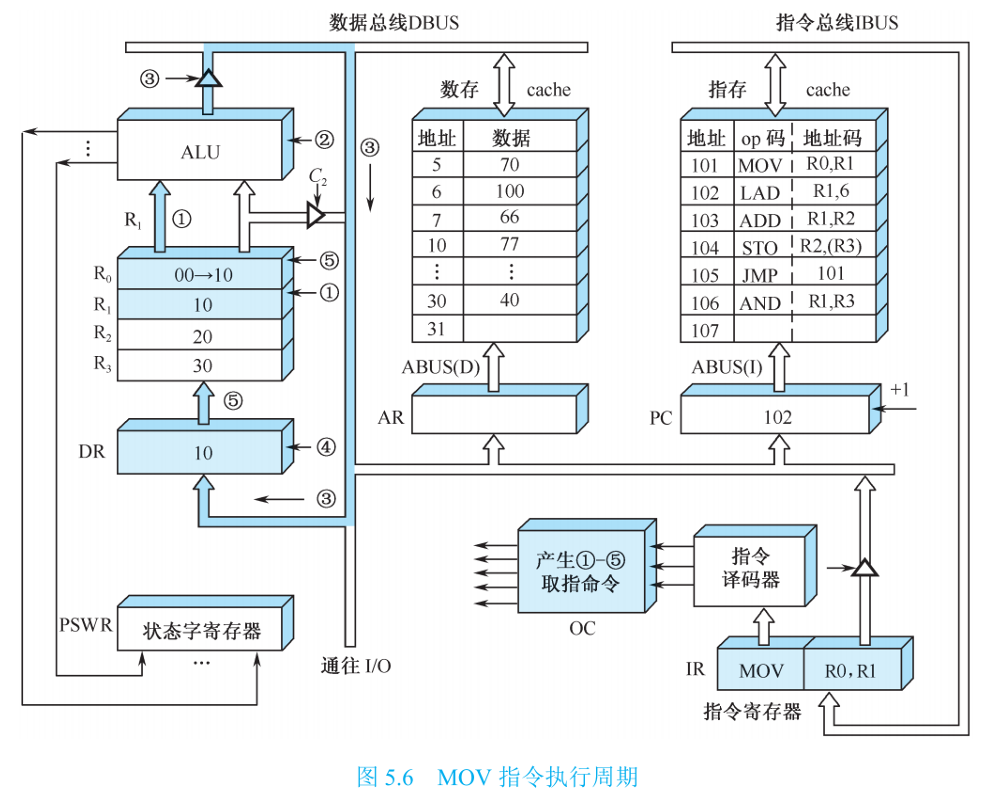 数据总线DBUS
指令总线IBUS
③
数存 cache
指存 cache
ALU
②
③
⋮
C₂
R₁ ①
地址 数据
5 70
6 100
7 66
10 77
⋮ ⋮
30 40
31
地址 op 码 地址码
101 MOV R0,R1
102 LAD R1,6
103 ADD R1,R2
104 STO R2,(R3)
105 JMP 101
106 AND R1,R3
107
⑤
R₀ 00→10
①
R₁ 10
R₂ 20
R₃ 30
⑤
ABUS(D)
ABUS(I)
AR
PC 102
+1
DR 10
④
③
产生①-⑤
取指命令
OC
指令
译码器
PSWR 状态字寄存器
…
通往 I/O
IR MOV R0，R1
指令寄存器
图 5.6 MOV 指令执行周期